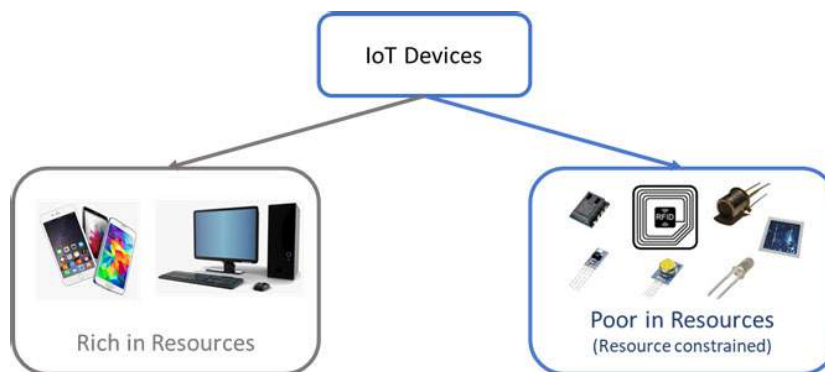 IoT Devices
RFID
Rich in Resources
Poor in Resources
(Resource constrained)